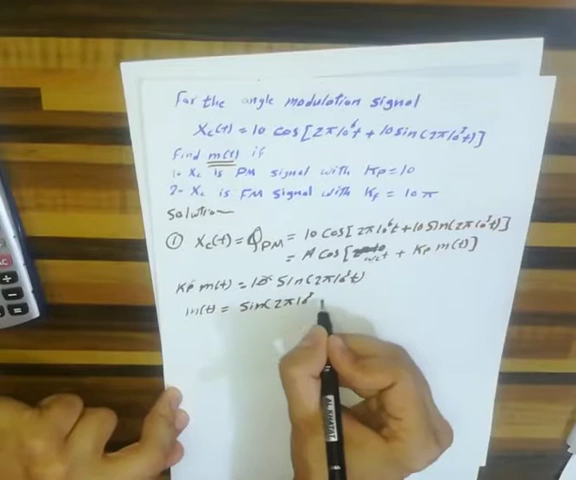 For the angle modulation signal
Xc(t) = 10 cos[2π10⁶t + 10 sin(2π10³t)]
Find m(t) if
1- Xc is PM signal with Kp = 10
2- Xc is FM signal with Kf = 10π
Solution
① Xc(t) = φPM = 10 cos[2π10⁶t + 10 sin(2π10³t)]
= A cos[ωct + Kp m(t)]
Kp m(t) = 10 sin(2π10³t)
m(t) = sin(2π10³